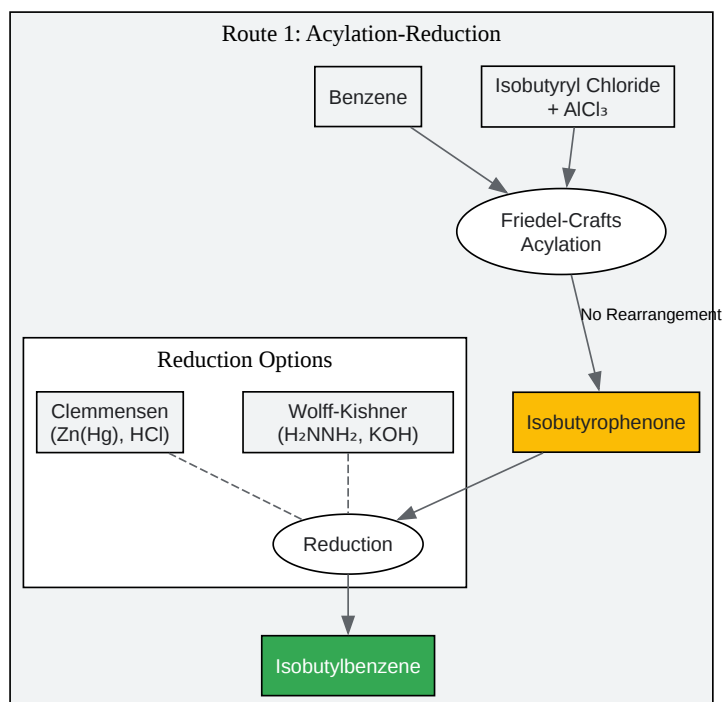 Route 1: Acylation-Reduction
Benzene
Isobutyryl Chloride
+ AlCl₃
Friedel-Crafts
Acylation
No Rearrangement
Reduction Options
Clemmensen
(Zn(Hg), HCl)
Wolff-Kishner
(H₂NNH₂, KOH)
Isobutyrophenone
Reduction
Isobutylbenzene